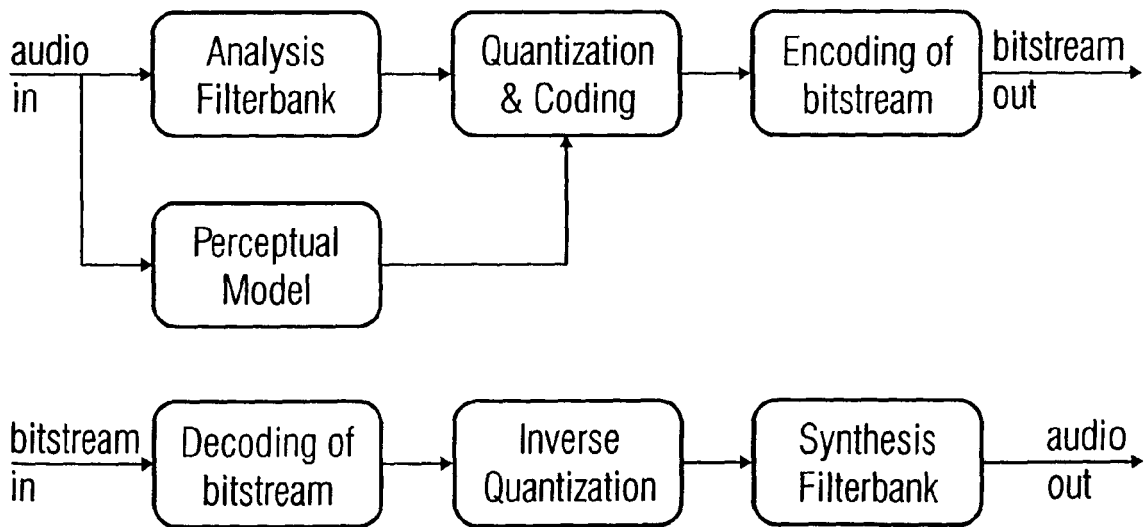 audio
in
Analysis
Filterbank
Quantization
& Coding
Encoding of
bitstream
bitstream
out
Perceptual
Model
bitstream
in
Decoding of
bitstream
Inverse
Quantization
Synthesis
Filterbank
audio
out